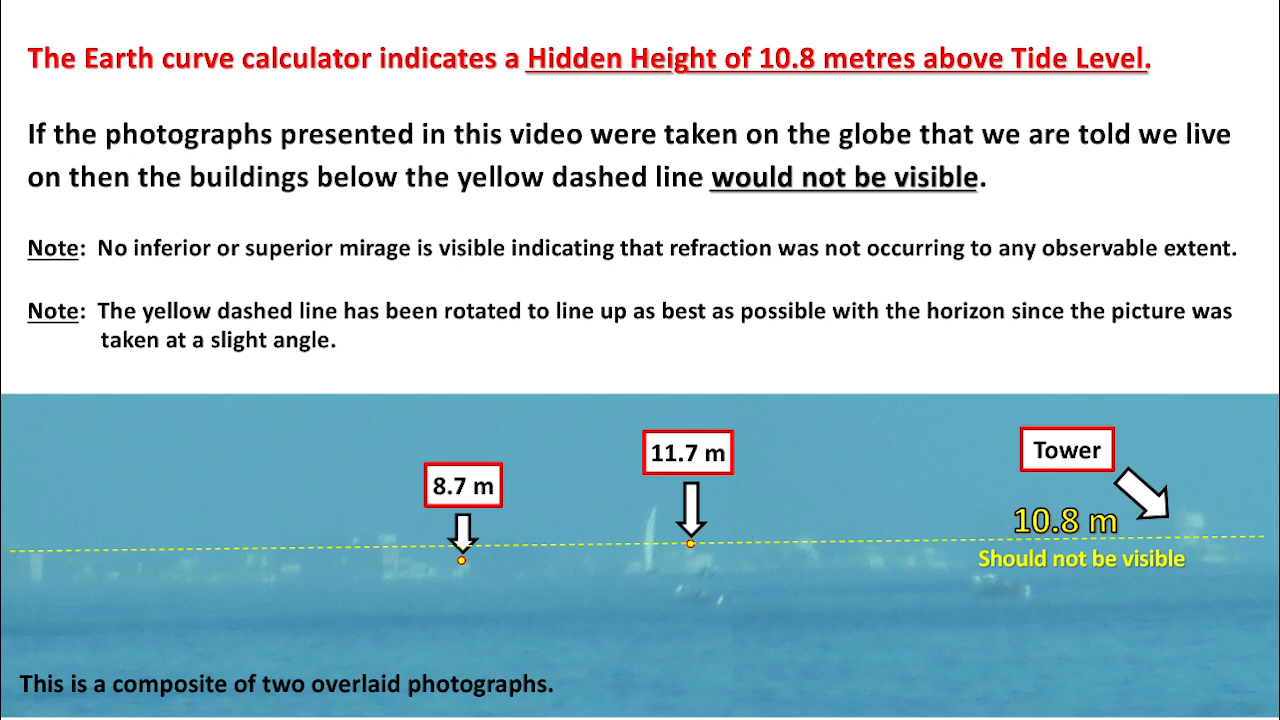 The Earth curve calculator indicates a Hidden Height of 10.8 metres above Tide Level.
If the photographs presented in this video were taken on the globe that we are told we live
on then the buildings below the yellow dashed line would not be visible.
Note: No inferior or superior mirage is visible indicating that refraction was not occurring to any observable extent.
Note: The yellow dashed line has been rotated to line up as best as possible with the horizon since the picture was
taken at a slight angle.
8.7 m
11.7 m
Tower
10.8 m
Should not be visible
This is a composite of two overlaid photographs.